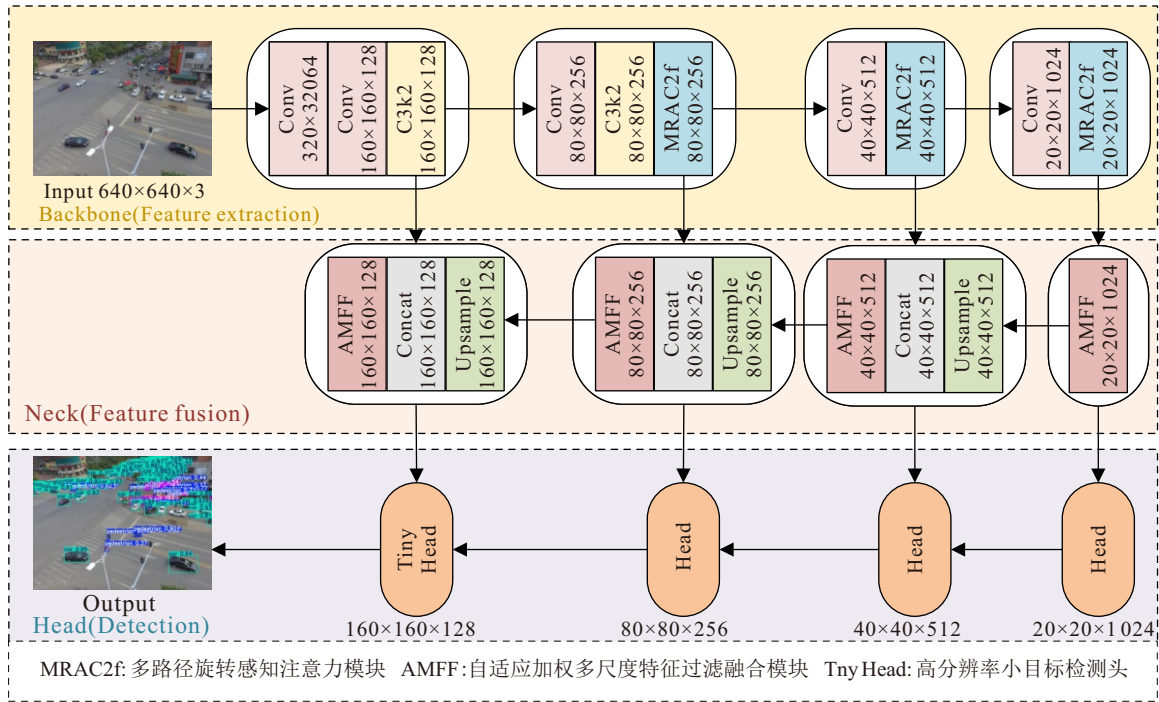 Input 640×640×3
Backbone(Feature extraction)
Conv
320×32064
Conv
160×160×128
C3k2
160×160×128
Conv
80×80×256
C3k2
80×80×256
MRAC2f
80×80×256
Conv
40×40×512
MRAC2f
40×40×512
Conv
20×20×1 024
MRAC2f
20×20×1 024
AMFF
160×160×128
Concat
160×160×128
Upsample
160×160×128
AMFF
80×80×256
Concat
80×80×256
Upsample
80×80×256
AMFF
40×40×512
Concat
40×40×512
Upsample
40×40×512
AMFF
20×20×1 024
Neck(Feature fusion)
Tiny
Head
Head
Head
Head
Output
Head(Detection)
160×160×128
80×80×256
40×40×512
20×20×1 024
MRAC2f: 多路径旋转感知注意力模块 AMFF:自适应加权多尺度特征过滤融合模块 Tny Head: 高分辨率小目标检测头